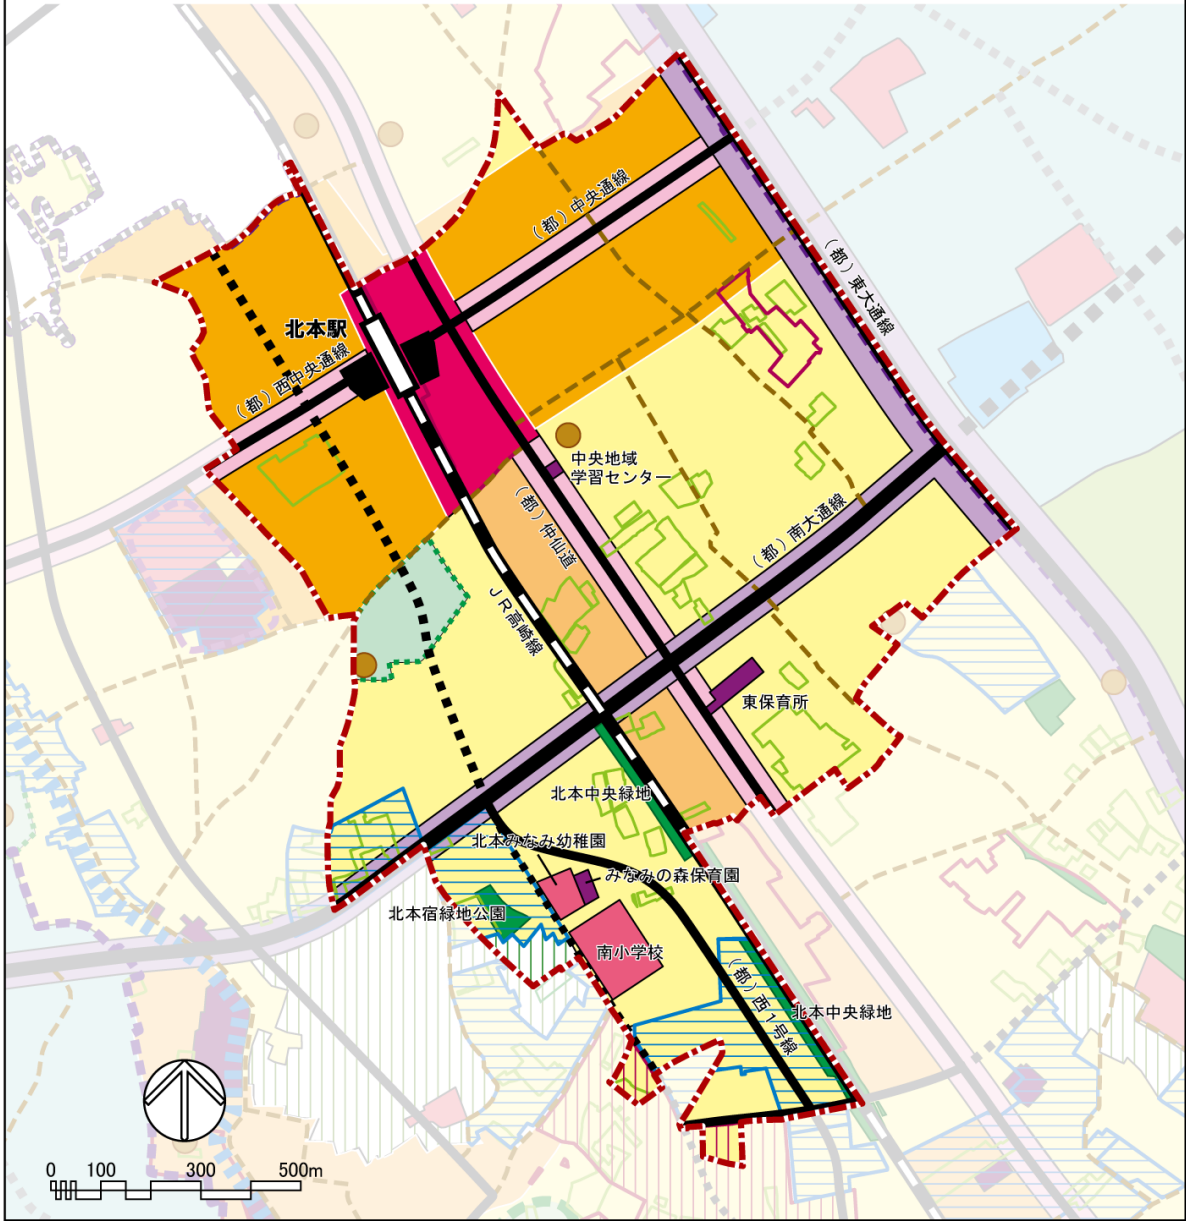 （都）中央通線
（都）東大通線
北本駅
（都）西中央通線
中央地域
学習センター
（都）仲仙道
（都）南大通線
ＪＲ高崎線
東保育所
北本中央緑地
北本みなみ幼稚園
みなみの森保育園
北本宿緑地公園
南小学校
（都）西１号線
北本中央緑地
0 100 300 500m